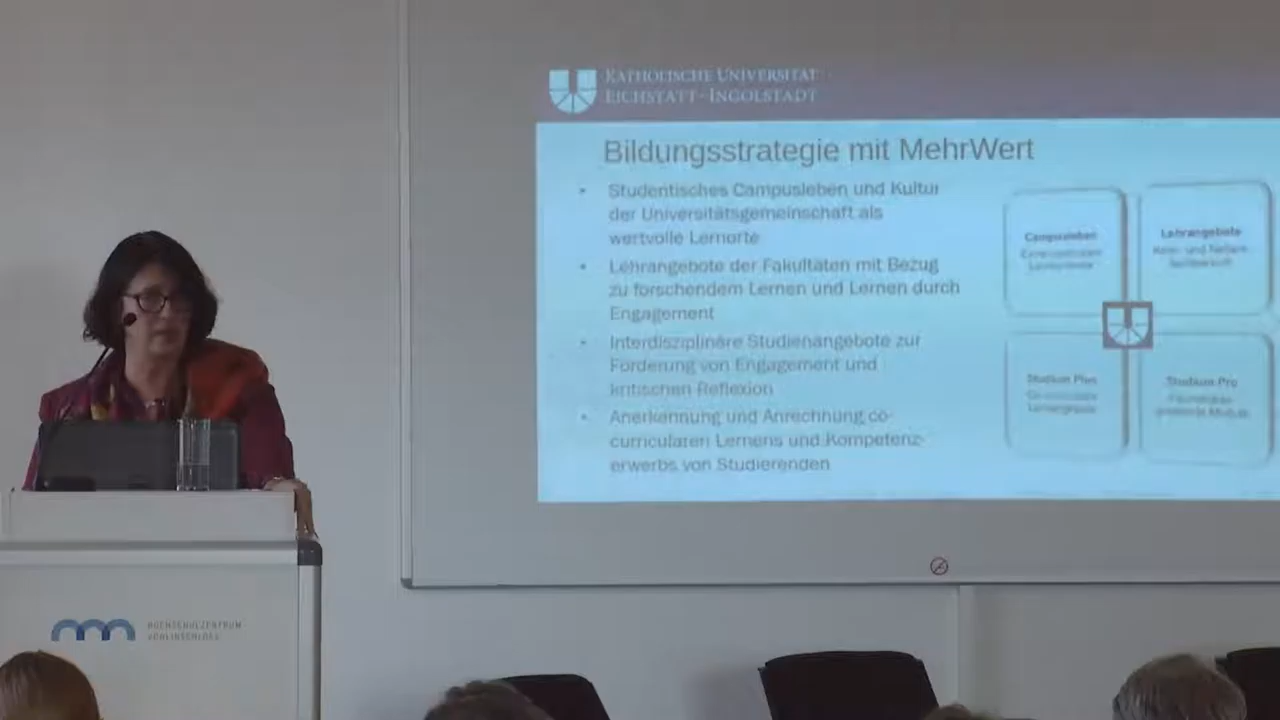 KATHOLISCHE UNIVERSITÄT
EICHSTÄTT-INGOLSTADT
Bildungsstrategie mit MehrWert
• Studentisches Campusleben und Kultur
der Universitätsgemeinschaft als
wertvolle Lernorte
• Lehrangebote der Fakultäten mit Bezug
zu forschendem Lernen und Lernen durch
Engagement
• Interdisziplinäre Studienangebote zur
Förderung von Engagement und
kritischen Reflexion
• Anerkennung und Anrechnung co-
curricularen Lernens und Kompetenz-
erwerbs von Studierenden
Campusleben
Lehrangebote
Studium Plus
Studium Pro
HOCHSCHULZENTRUM